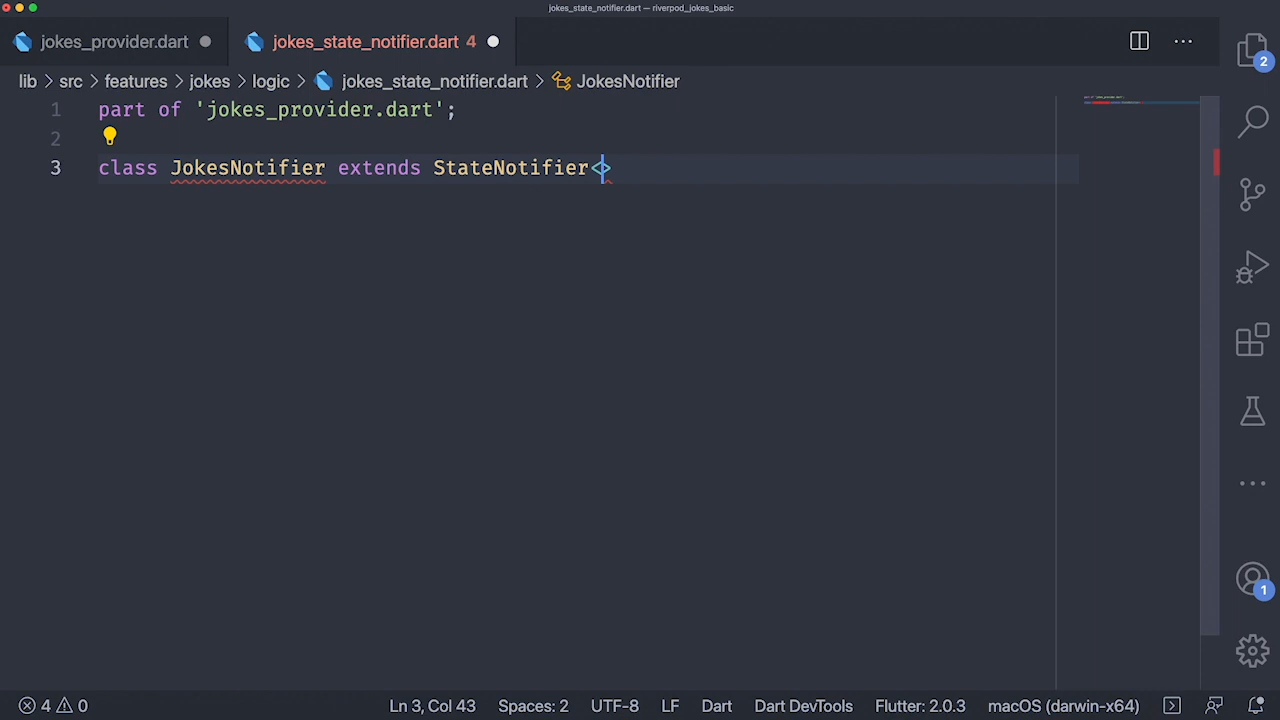 jokes_state_notifier.dart — riverpod_jokes_basic
jokes_provider.dart
jokes_state_notifier.dart 4
2
lib > src > features > jokes > logic > jokes_state_notifier.dart > JokesNotifier
1 part of 'jokes_provider.dart';
2
3 class JokesNotifier extends StateNotifier<>
1
4 0 Ln 3, Col 43 Spaces: 2 UTF-8 LF Dart Dart DevTools Flutter: 2.0.3 macOS (darwin-x64)